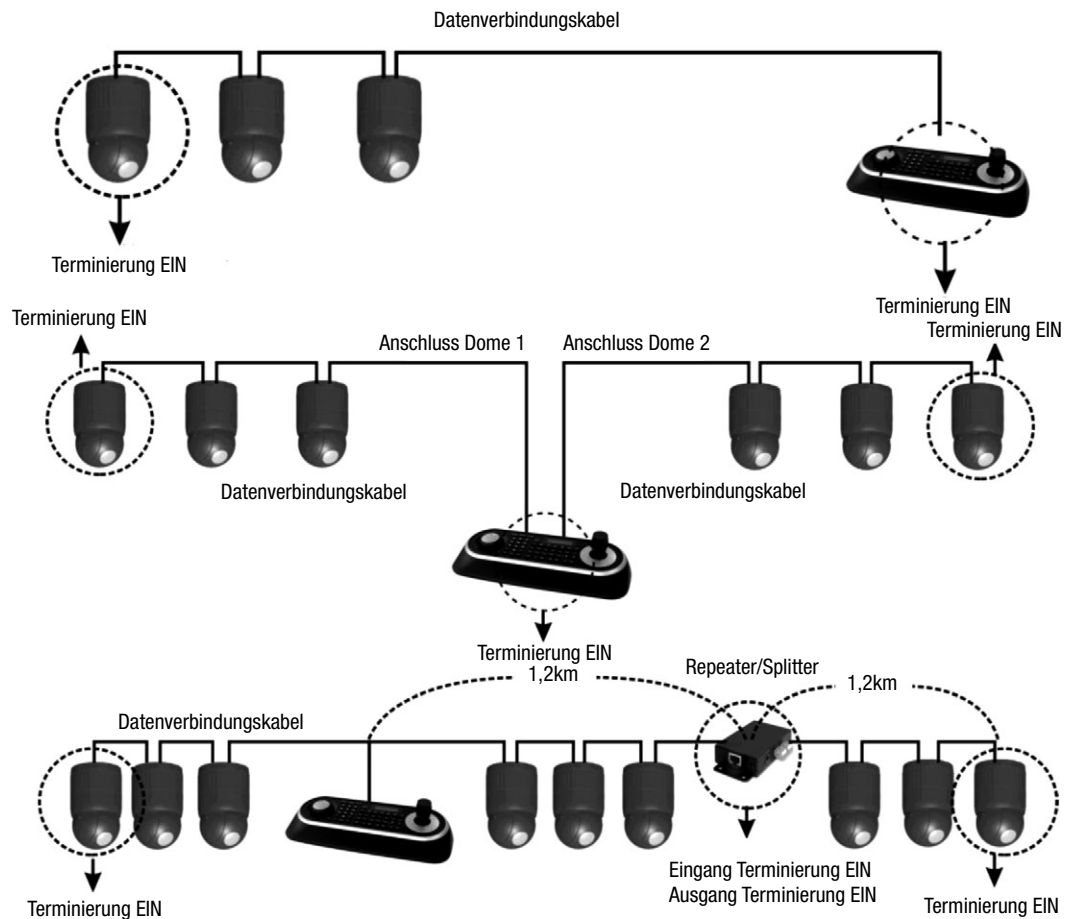 Datenverbindungskabel
Terminierung EIN
Terminierung EIN
Terminierung EIN
Terminierung EIN
Anschluss Dome 1
Anschluss Dome 2
Datenverbindungskabel
Datenverbindungskabel
Terminierung EIN
1,2km
Repeater/Splitter
1,2km
Datenverbindungskabel
Eingang Terminierung EIN
Ausgang Terminierung EIN
Terminierung EIN
Terminierung EIN